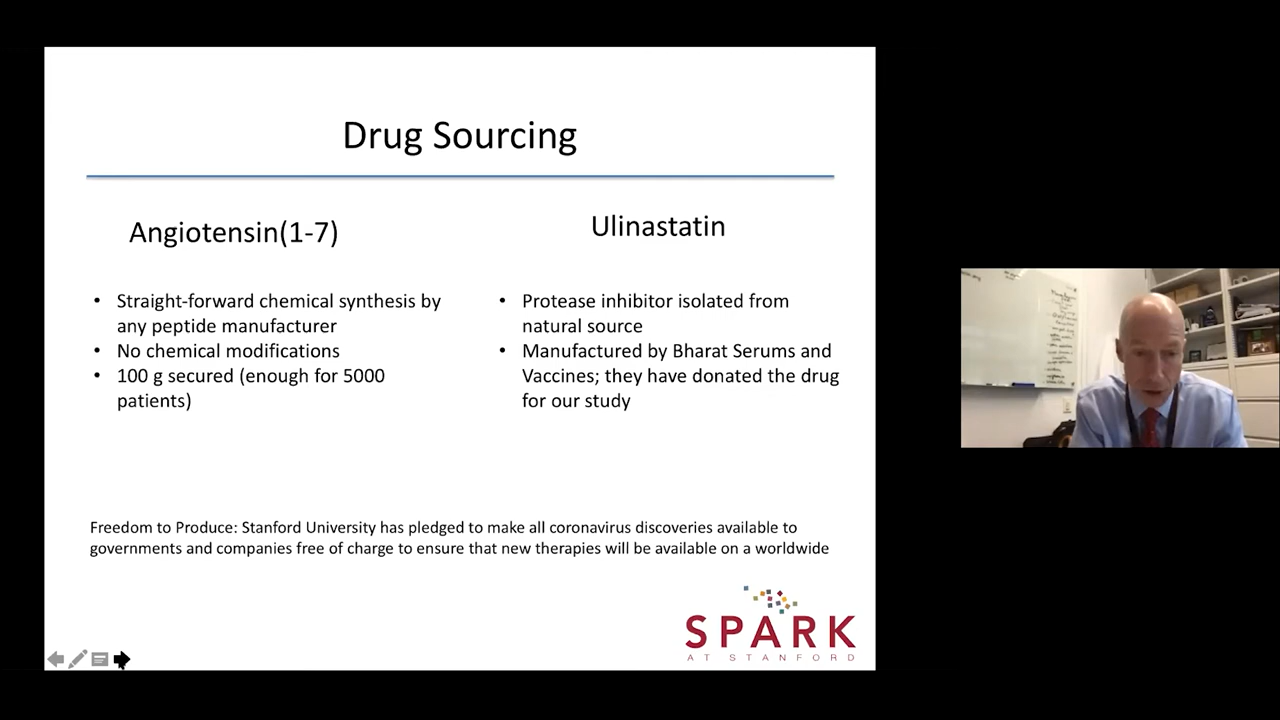 Drug Sourcing
Angiotensin(1-7)
• Straight-forward chemical synthesis by
any peptide manufacturer
• No chemical modifications
• 100 g secured (enough for 5000
patients)
Ulinastatin
• Protease inhibitor isolated from
natural source
• Manufactured by Bharat Serums and
Vaccines; they have donated the drug
for our study
Freedom to Produce: Stanford University has pledged to make all coronavirus discoveries available to
governments and companies free of charge to ensure that new therapies will be available on a worldwide
SPARK
AT STANFORD